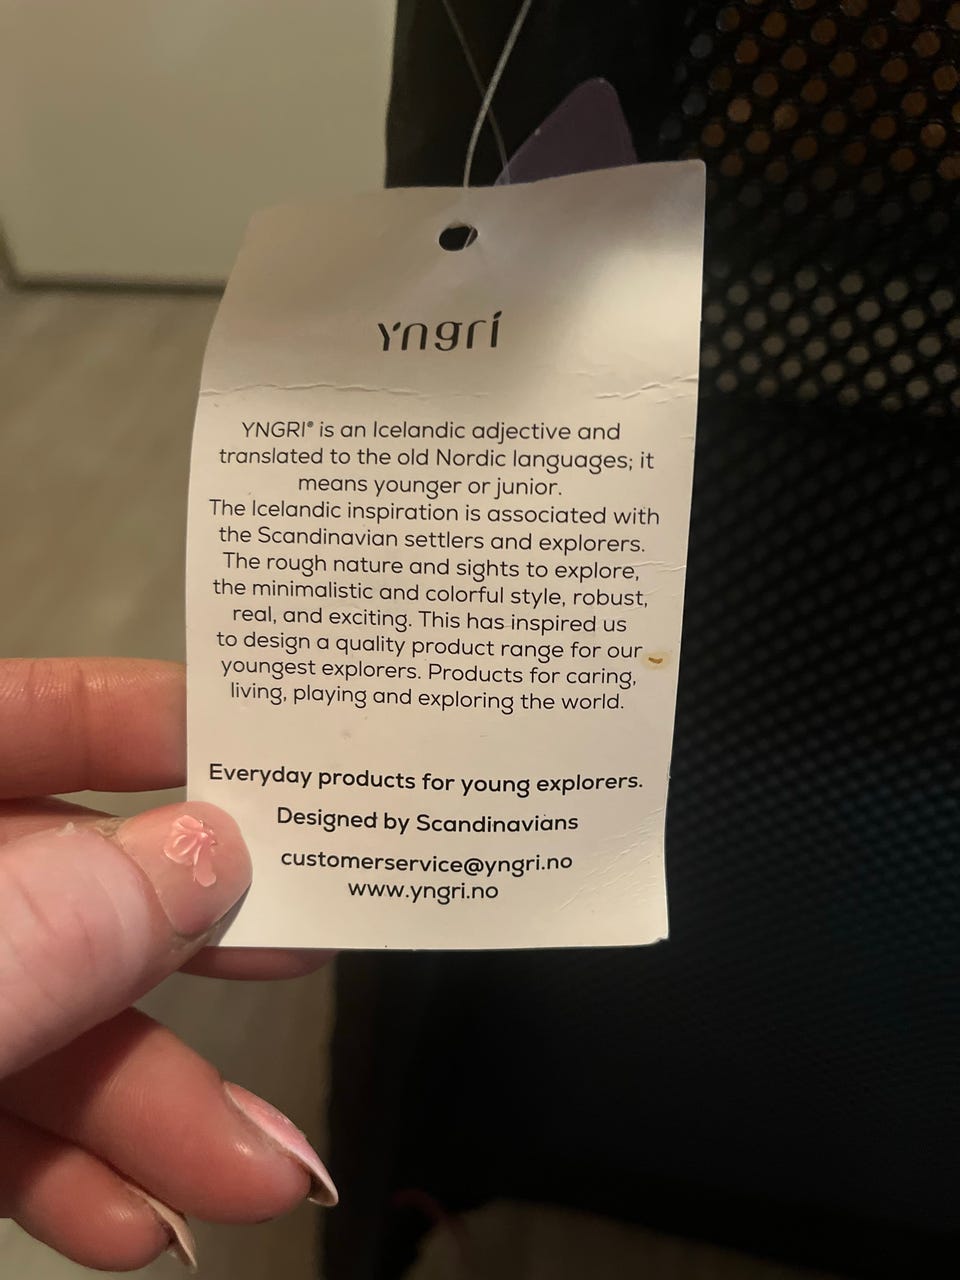 Yngri
YNGRI® is an Icelandic adjective and
translated to the old Nordic languages; it
means younger or junior.
The Icelandic inspiration is associated with
the Scandinavian settlers and explorers.
The rough nature and sights to explore,
the minimalistic and colorful style, robust,
real, and exciting. This has inspired us
to design a quality product range for our
youngest explorers. Products for caring,
living, playing and exploring the world.
Everyday products for young explorers.
Designed by Scandinavians
customerservice@yngri.no
www.yngri.no